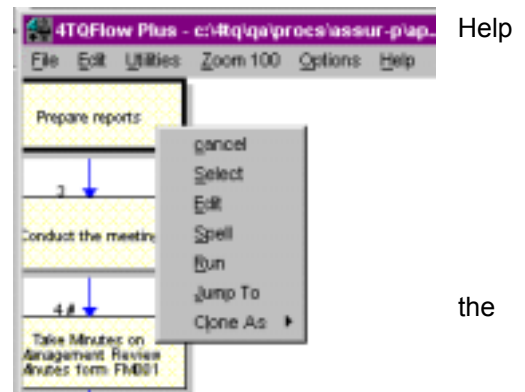 4TQFlow Plus - c:\4tq\qa\procs\assur-p\ap..
Help
File Edit Utilities Zoom 100 Options Help
Prepare reports
cancel
Select
Edit
Spell
Run
Jump To
Clone As
3
Conduct the meeting
4#
Take Minutes on
Management Review
Minutes form FM001
the